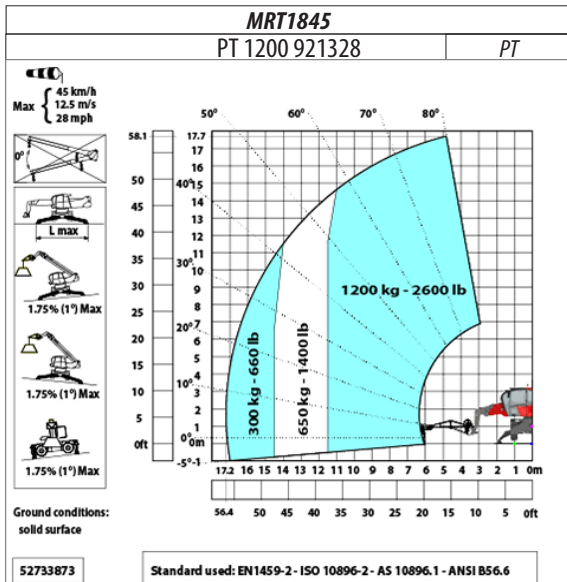 MRT1845
PT 1200 921328 PT
Max { 45 km/h
12.5 m/s
28 mph
0°
L max
1.75% (1°) Max
1.75% (1°) Max
1.75% (1°) Max
Ground conditions:
solid surface
52733873
50° 60° 70° 80°
40°
30°
20°
10°
0°
-5°
58.1
50
45
40
35
30
25
20
15
10
5
0ft
17.7
17
16
15
14
13
12
11
10
9
8
7
6
5
4
3
2
1
0m
-1
300 kg - 660 lb
650 kg - 1400 lb
1200 kg - 2600 lb
17.2 16 15 14 13 12 11 10 9 8 7 6 5 4 3 2 1 0m
56.4 50 45 40 35 30 25 20 15 10 5 0ft
Standard used: EN1459-2 - ISO 10896-2 - AS 10896.1 - ANSI B56.6